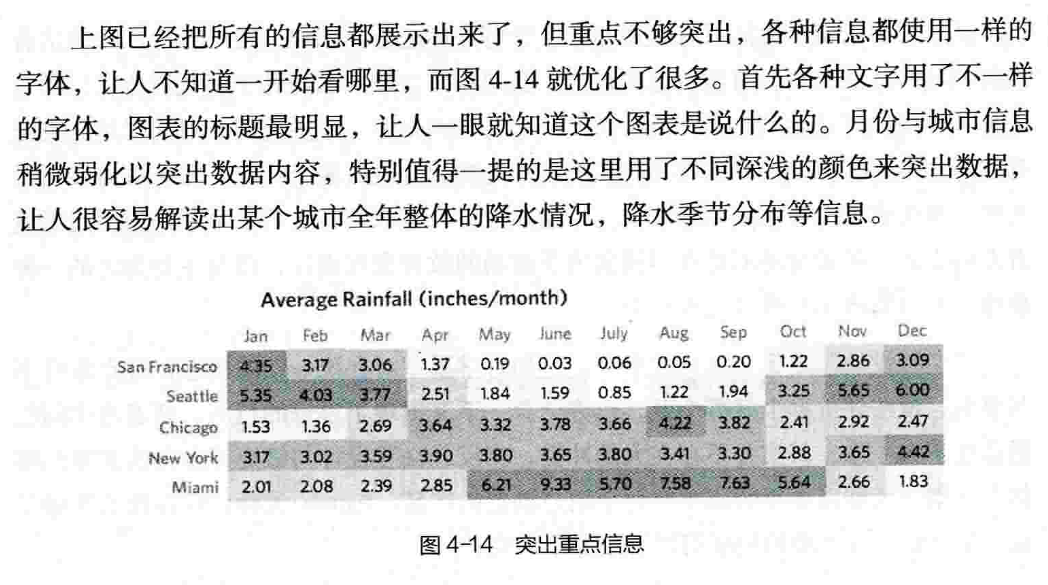 上图已经把所有的信息都展示出来了，但重点不够突出，各种信息都使用一样的
字体，让人不知道一开始看哪里，而图 4-14 就优化了很多。首先各种文字用了不一样
的字体，图表的标题最明显，让人一眼就知道这个图表是说什么的。月份与城市信息
稍微弱化以突出数据内容，特别值得一提的是这里用了不同深浅的颜色来突出数据，
让人很容易解读出某个城市全年整体的降水情况，降水季节分布等信息。
Average Rainfall (inches/month)
Jan Feb Mar Apr May June July Aug Sep Oct Nov Dec
San Francisco 4.35 3.17 3.06 1.37 0.19 0.03 0.06 0.05 0.20 1.22 2.86 3.09
Seattle 5.35 4.03 3.77 2.51 1.84 1.59 0.85 1.22 1.94 3.25 5.65 6.00
Chicago 1.53 1.36 2.69 3.64 3.32 3.78 3.66 4.22 3.82 2.41 2.92 2.47
New York 3.17 3.02 3.59 3.90 3.80 3.65 3.80 3.41 3.30 2.88 3.65 4.42
Miami 2.01 2.08 2.39 2.85 6.21 9.33 5.70 7.58 7.63 5.64 2.66 1.83
图 4-14 突出重点信息